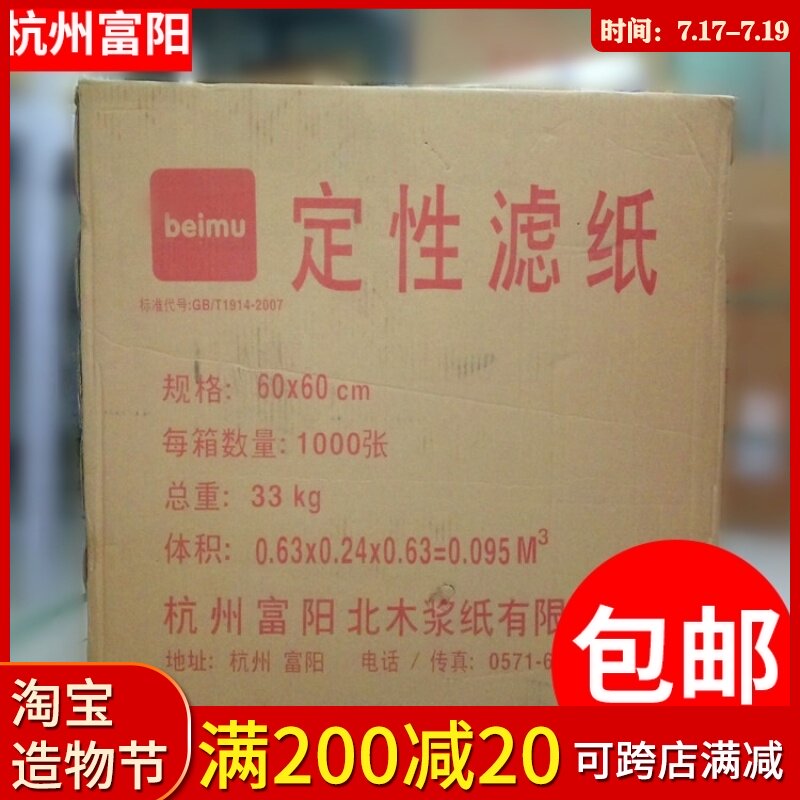 杭州富阳
时间：7.17-7.19
beimu
定性滤纸
标准代号:GB/T1914-2007
规格: 60x60cm
每箱数量: 1000张
总重: 33 kg
体积: 0.63x0.24x0.63=0.095M³
杭州富阳北木浆纸有限
地址: 杭州 富阳 电话 / 传真: 0571-6
包邮
淘宝
造物节
满200减20 可跨店满减